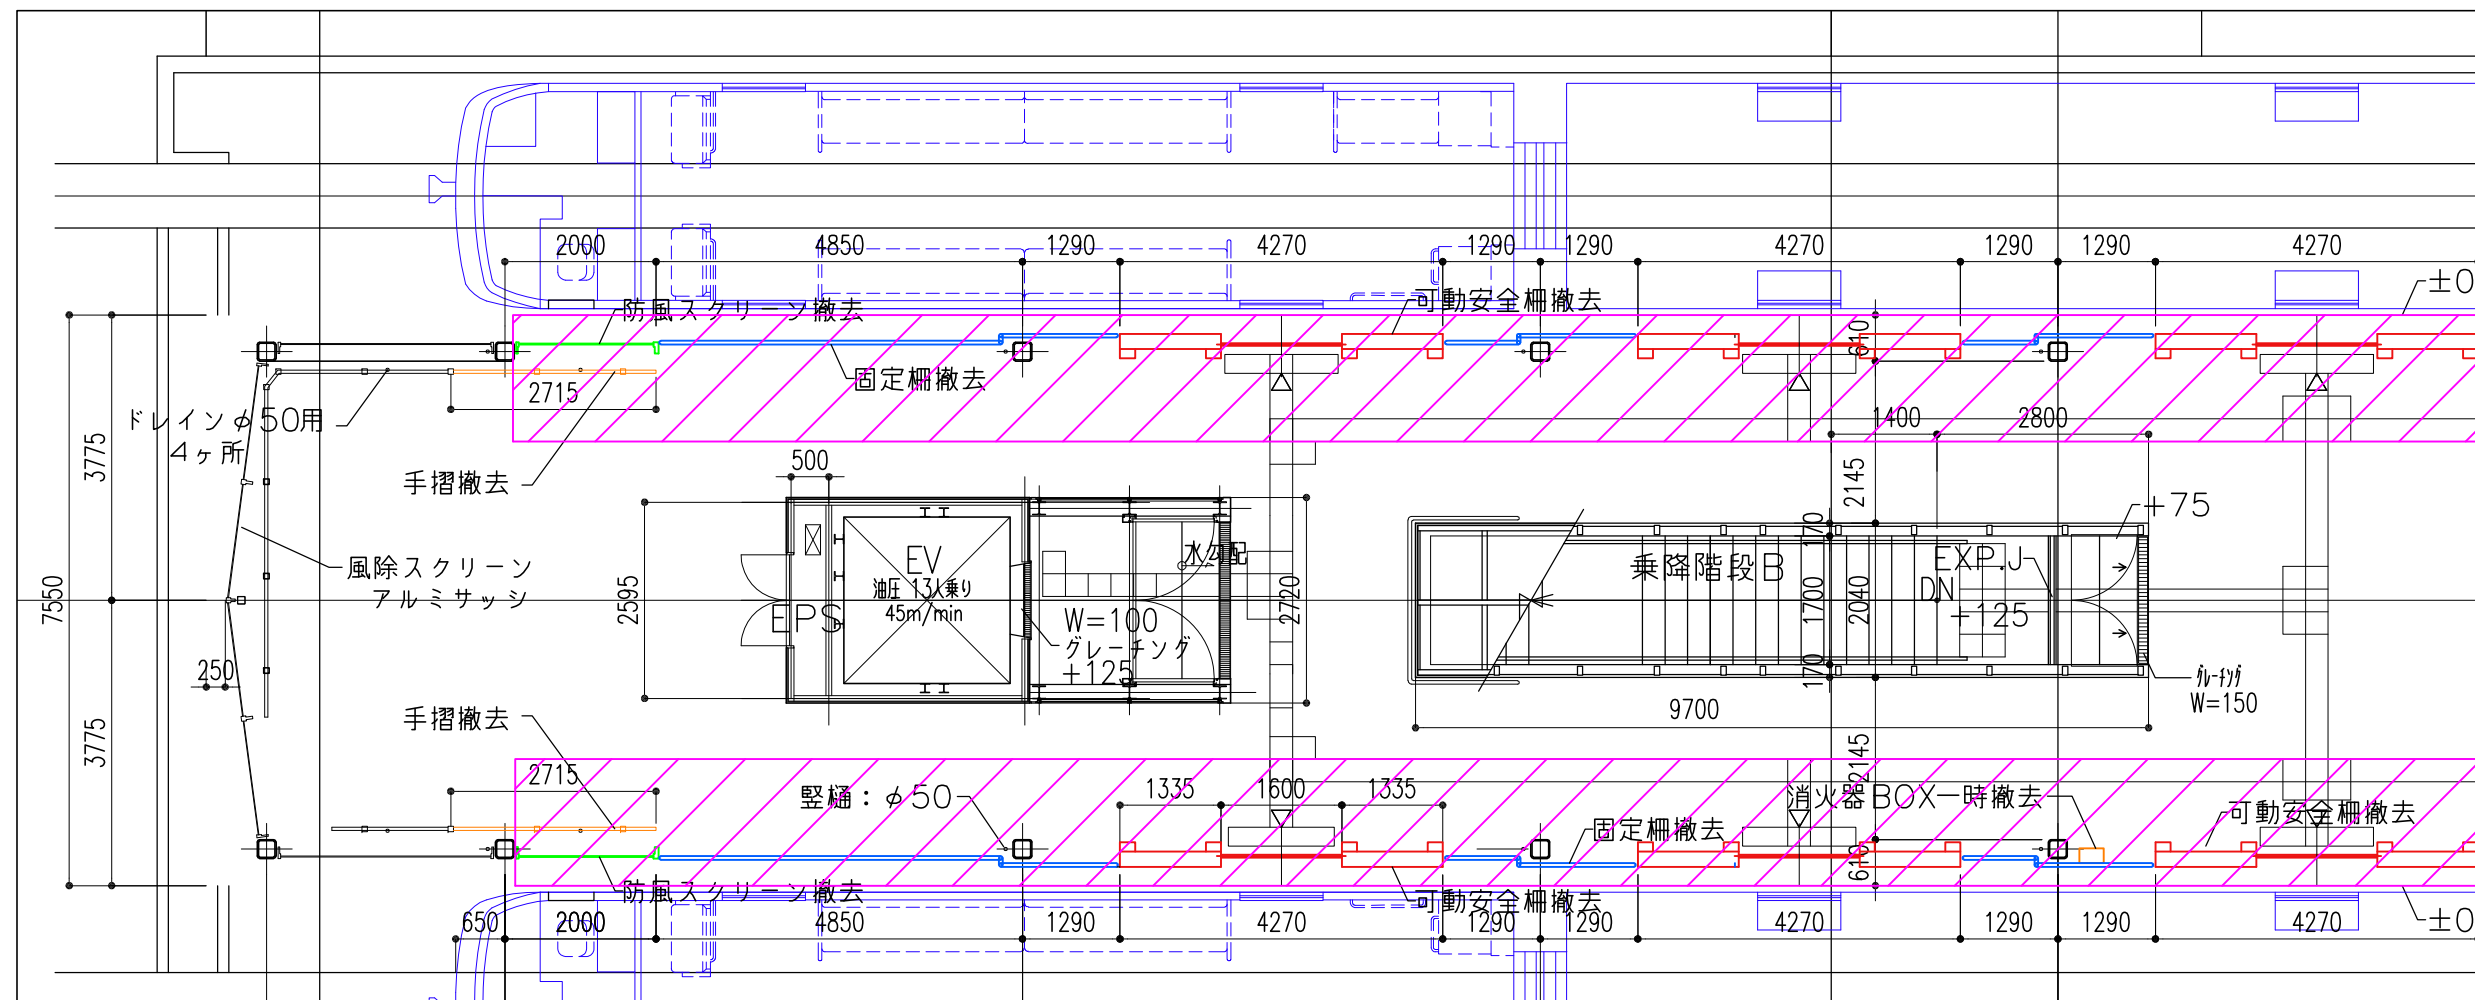 2000
4850
1290
4270
1290
1290
4270
1290
1290
4270
±0
防風スクリーン撤去
可動安全柵撤去
610
固定柵撤去
2715
ドレインφ50用
4ヶ所
1400
2800
3775
手摺撤去
500
2145
+75
170
水勾配
EV
油圧 13人乗り
45m/min
乗降階段B
EXP.J
風除スクリーン
アルミサッシ
7550
2595
EPS
W=100
グレーチング
+125
2720
1700
2040
DN
+125
250
170
グレーチング
W=150
9700
手摺撤去
3775
2145
2715
竪樋：φ50
1335
1600
1335
消火器BOX一時撤去
可動安全柵撤去
固定柵撤去
610
防風スクリーン撤去
可動安全柵撤去
650
2000
4850
1290
4270
1290
1290
4270
1290
1290
4270
±0